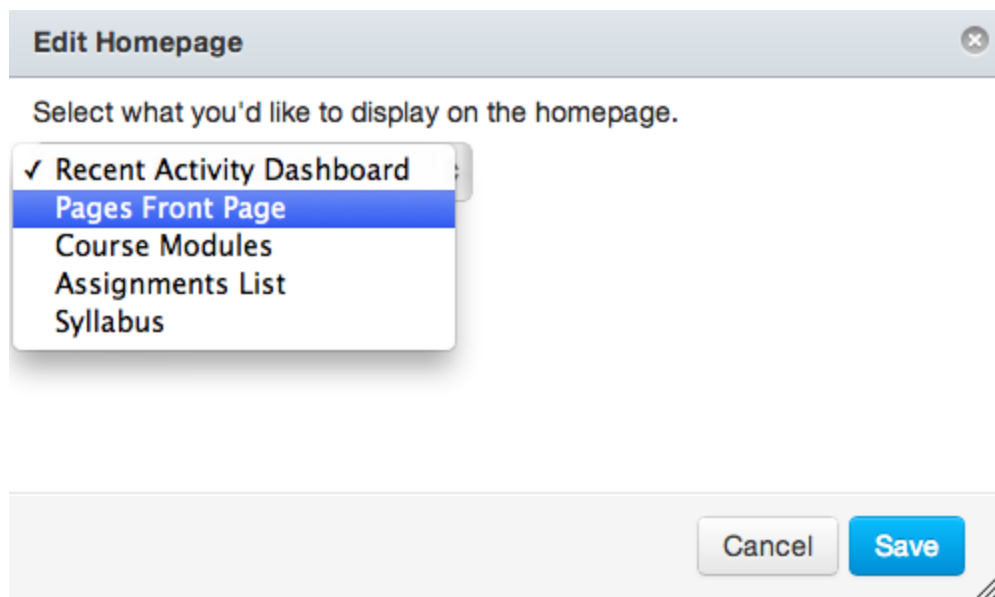 Edit Homepage
Select what you'd like to display on the homepage.
✓ Recent Activity Dashboard
Pages Front Page
Course Modules
Assignments List
Syllabus
Cancel
Save